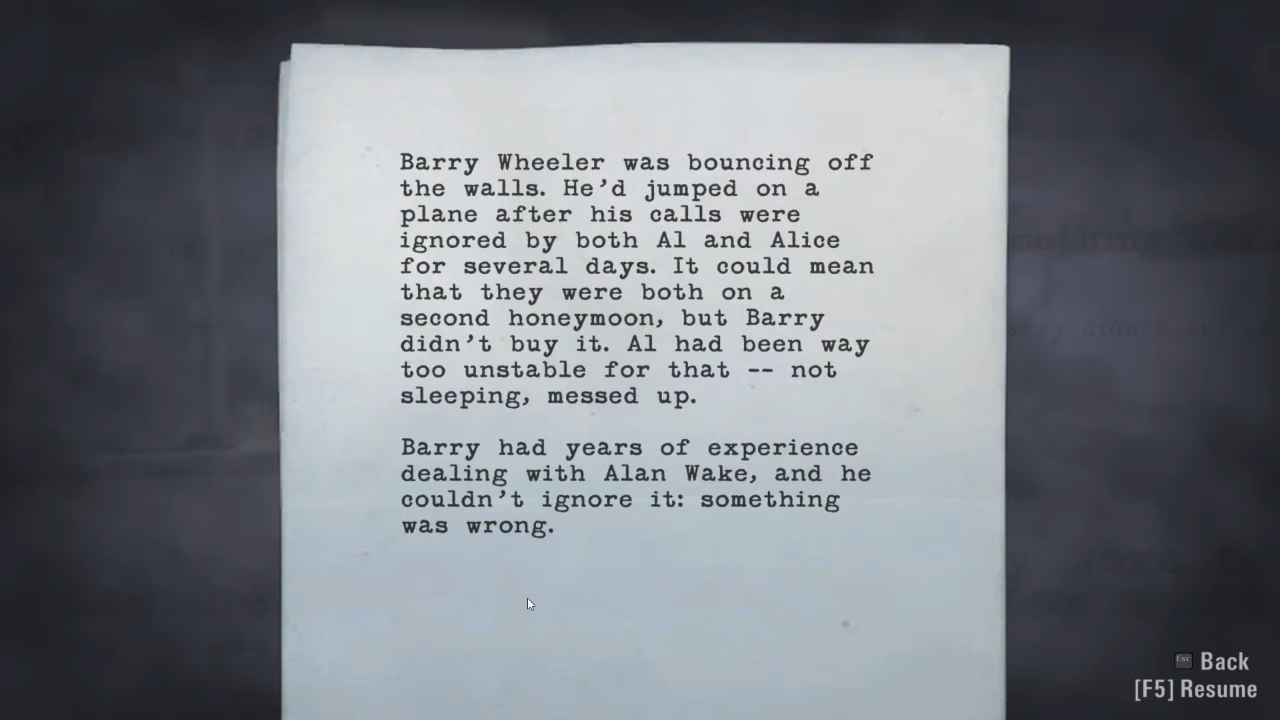 Barry Wheeler was bouncing off
the walls. He'd jumped on a
plane after his calls were
ignored by both Al and Alice
for several days. It could mean
that they were both on a
second honeymoon, but Barry
didn't buy it. Al had been way
too unstable for that -- not
sleeping, messed up.

Barry had years of experience
dealing with Alan Wake, and he
couldn't ignore it: something
was wrong.
Esc Back
[F5] Resume